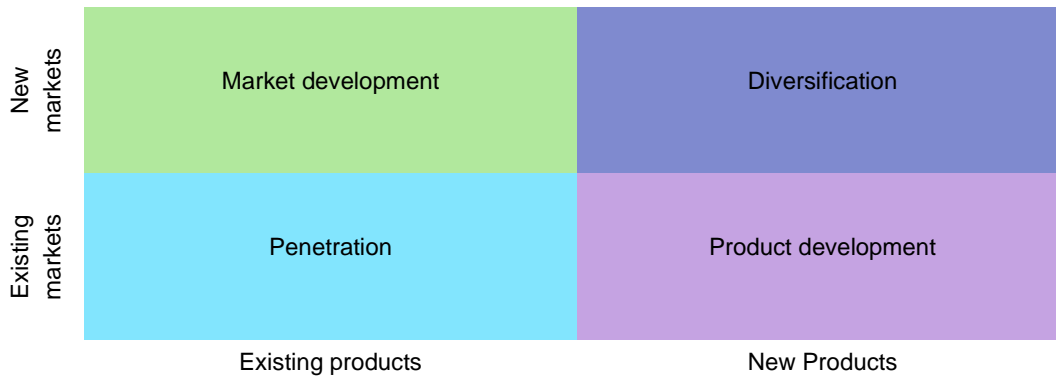 New
markets
Market development
Diversification
Existing
markets
Penetration
Product development
Existing products
New Products